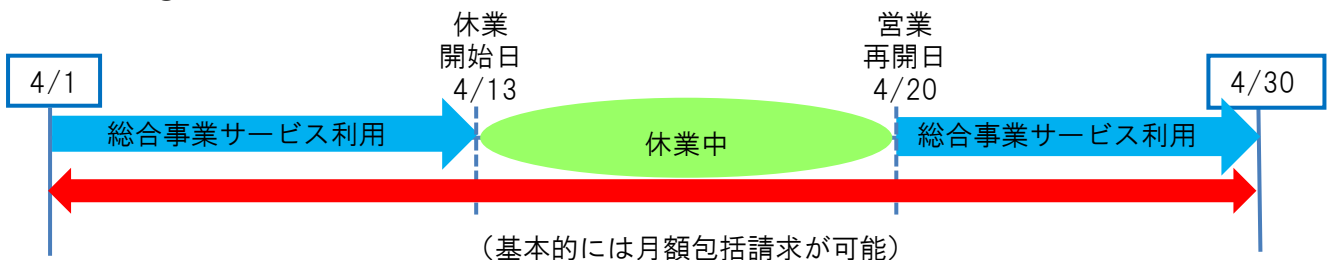 休業
開始日
4/13
営業
再開日
4/20
4/1
4/30
総合事業サービス利用
休業中
総合事業サービス利用
（基本的には月額包括請求が可能）